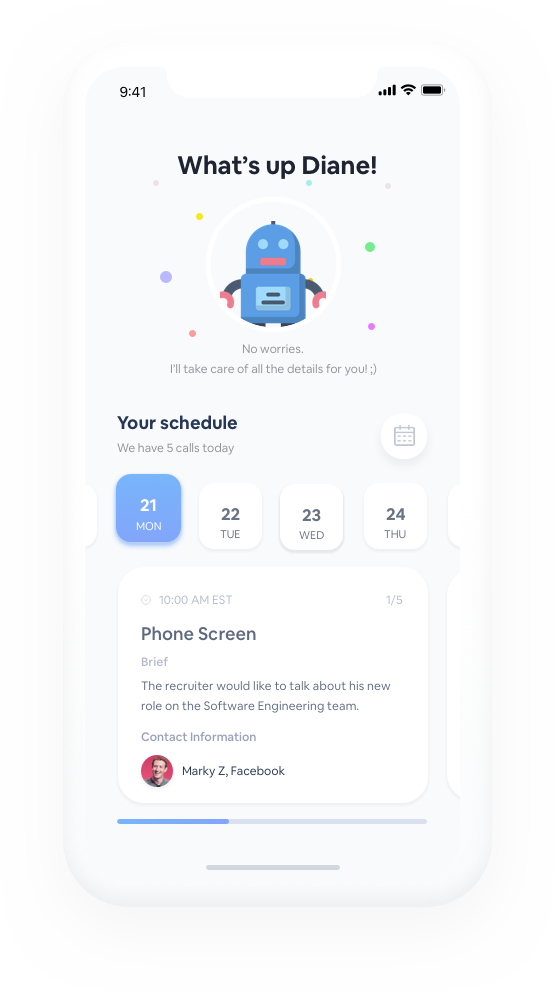 9:41
What’s up Diane!
No worries.
I'll take care of all the details for you! ;)
Your schedule
We have 5 calls today
21
MON
22
TUE
23
WED
24
THU
10:00 AM EST
1/5
Phone Screen
Brief
The recruiter would like to talk about his new
role on the Software Engineering team.
Contact Information
Marky Z, Facebook